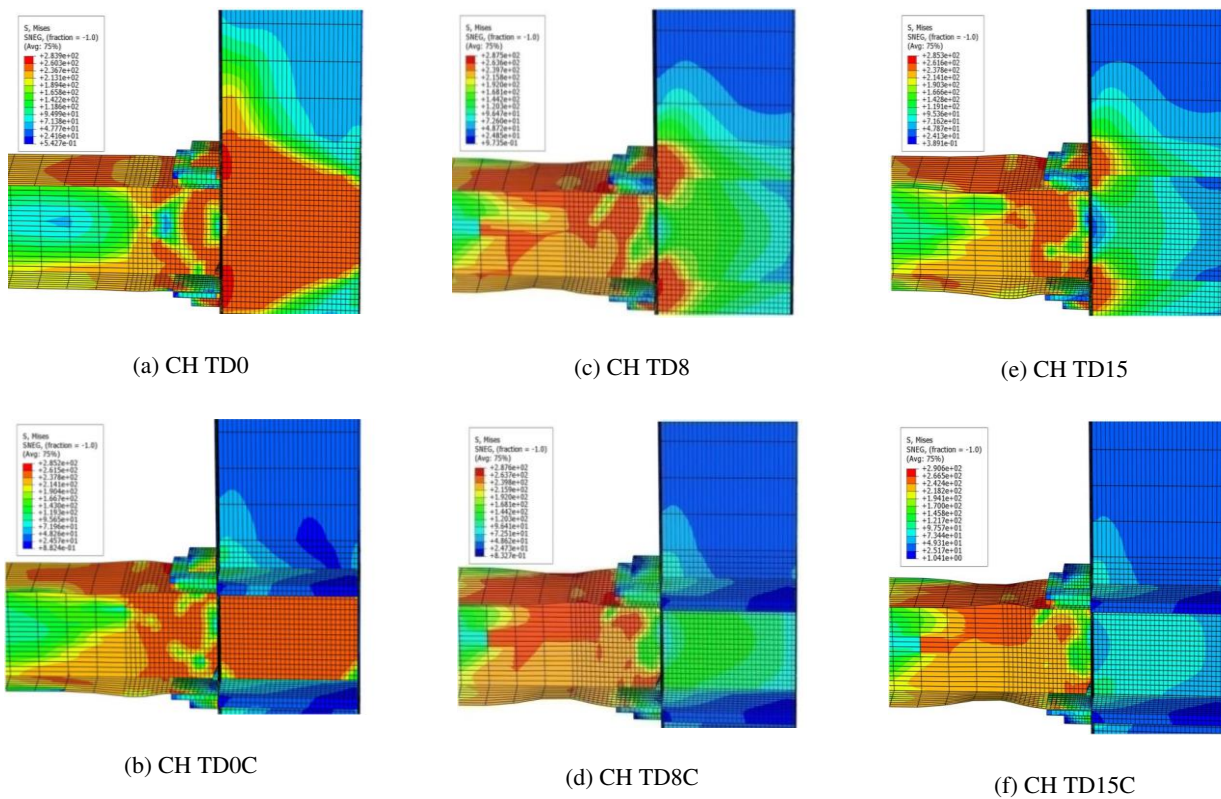 S, Mises
SNEG, (fraction = -1.0)
(Avg: 75%)
+2.839e+02
+2.603e+02
+2.367e+02
+2.131e+02
+1.894e+02
+1.658e+02
+1.422e+02
+1.186e+02
+9.499e+01
+7.138e+01
+4.777e+01
+2.416e+01
+5.427e-01
(a) CH TD0
S, Mises
SNEG, (fraction = -1.0)
(Avg: 75%)
+2.875e+02
+2.636e+02
+2.397e+02
+2.158e+02
+1.920e+02
+1.681e+02
+1.442e+02
+1.203e+02
+9.647e+01
+7.260e+01
+4.872e+01
+2.485e+01
+9.735e-01
(c) CH TD8
S, Mises
SNEG, (fraction = -1.0)
(Avg: 75%)
+2.853e+02
+2.616e+02
+2.378e+02
+2.141e+02
+1.903e+02
+1.666e+02
+1.428e+02
+1.191e+02
+9.536e+01
+7.162e+01
+4.787e+01
+2.413e+01
+3.891e-01
(e) CH TD15
S, Mises
SNEG, (fraction = -1.0)
(Avg: 75%)
+2.852e+02
+2.615e+02
+2.378e+02
+2.141e+02
+1.904e+02
+1.667e+02
+1.430e+02
+1.193e+02
+9.565e+01
+7.196e+01
+4.826e+01
+2.457e+01
+8.824e-01
(b) CH TD0C
S, Mises
SNEG, (fraction = -1.0)
(Avg: 75%)
+2.876e+02
+2.637e+02
+2.398e+02
+2.159e+02
+1.920e+02
+1.681e+02
+1.442e+02
+1.203e+02
+9.641e+01
+7.251e+01
+4.862e+01
+2.473e+01
+8.327e-01
(d) CH TD8C
S, Mises
SNEG, (fraction = -1.0)
(Avg: 75%)
+2.906e+02
+2.665e+02
+2.424e+02
+2.182e+02
+1.941e+02
+1.700e+02
+1.458e+02
+1.217e+02
+9.757e+01
+7.344e+01
+4.931e+01
+2.517e+01
+1.041e+00
(f) CH TD15C